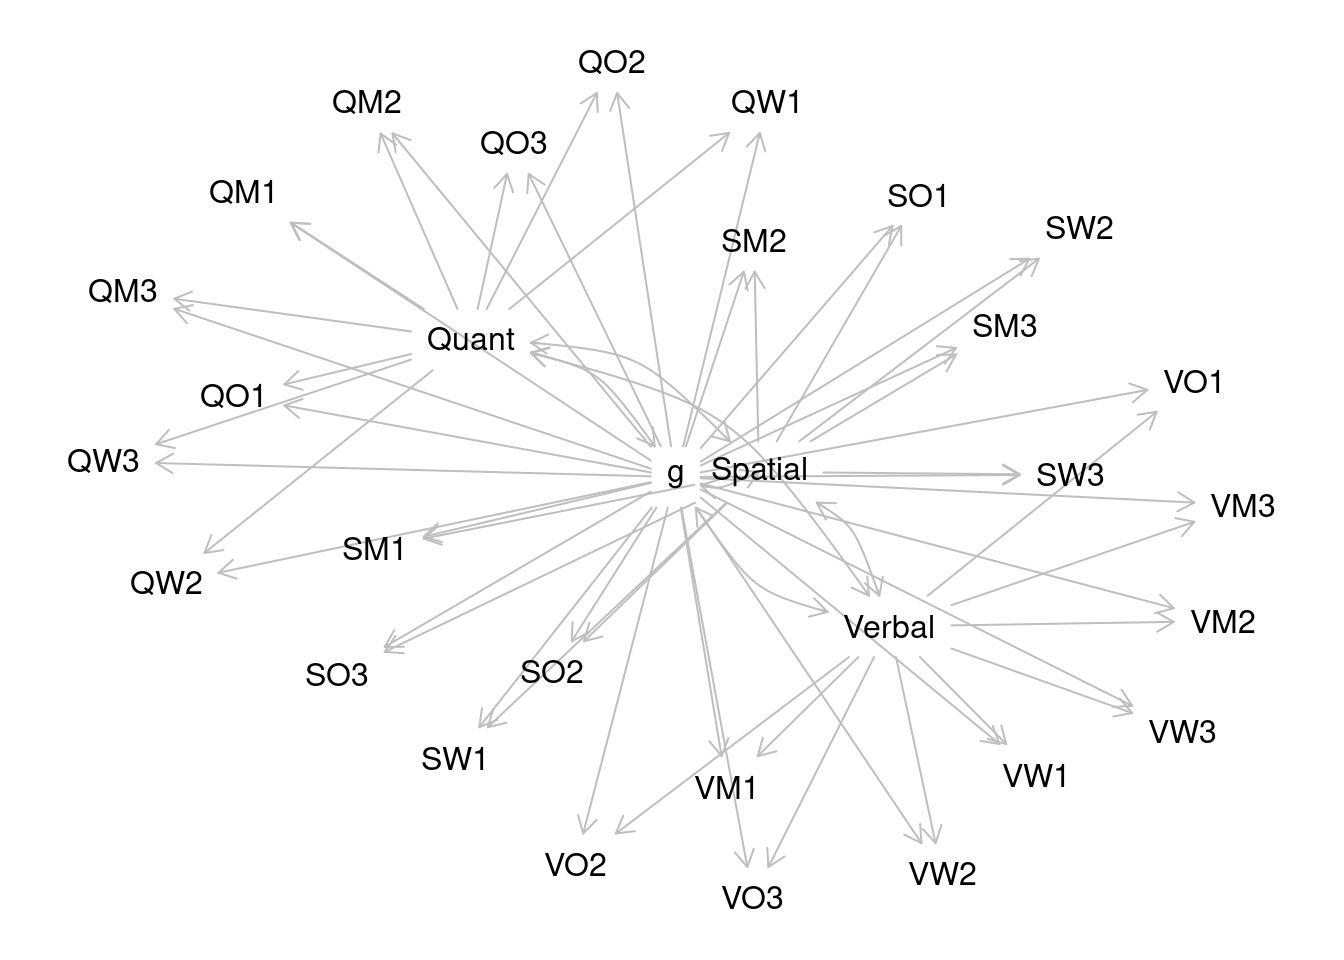 QO2
QM2
QW1
QO3
QM1
SO1
SW2
SM2
QM3
SM3
Quant
VO1
QO1
QW3
g
Spatial
SW3
VM3
SM1
QW2
VM2
Verbal
SO3
SO2
VW3
SW1
VW1
VM1
VO2
VW2
VO3